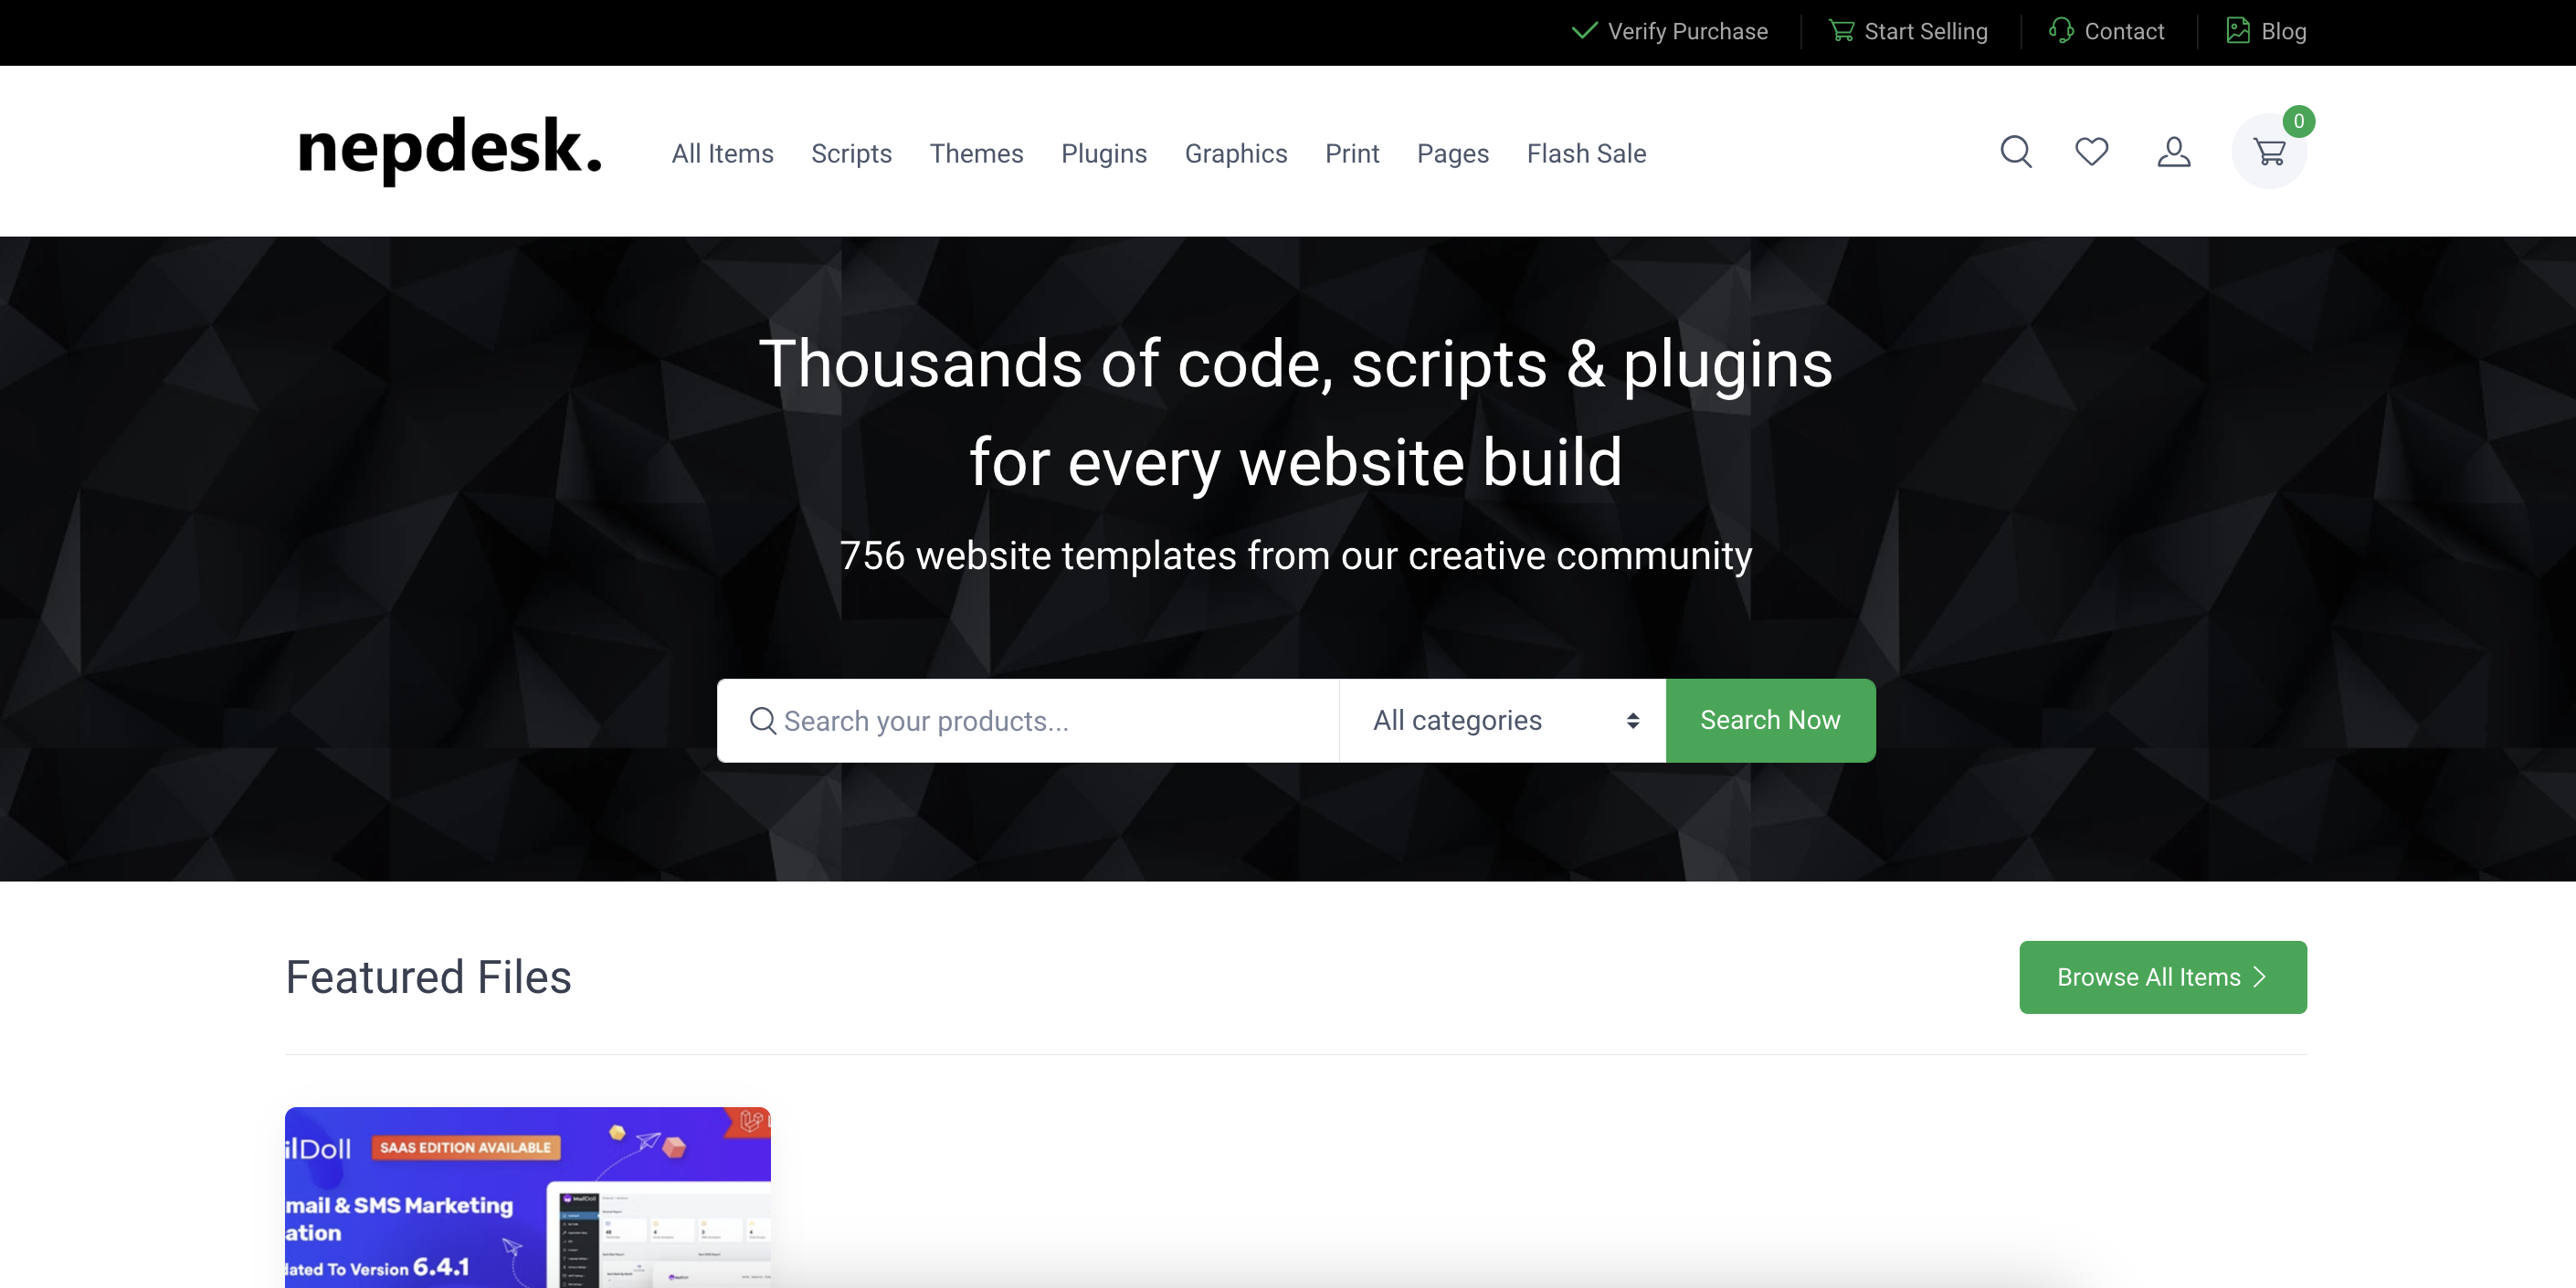 Verify Purchase Start Selling Contact Blog
nepdesk. All Items Scripts Themes Plugins Graphics Print Pages Flash Sale 0
Thousands of code, scripts & plugins
for every website build
756 website templates from our creative community
Search your products... All categories Search Now
Featured Files Browse All Items
ilDoll SAAS EDITION AVAILABLE
mail & SMS Marketing
ation
dated To Version 6.4.1